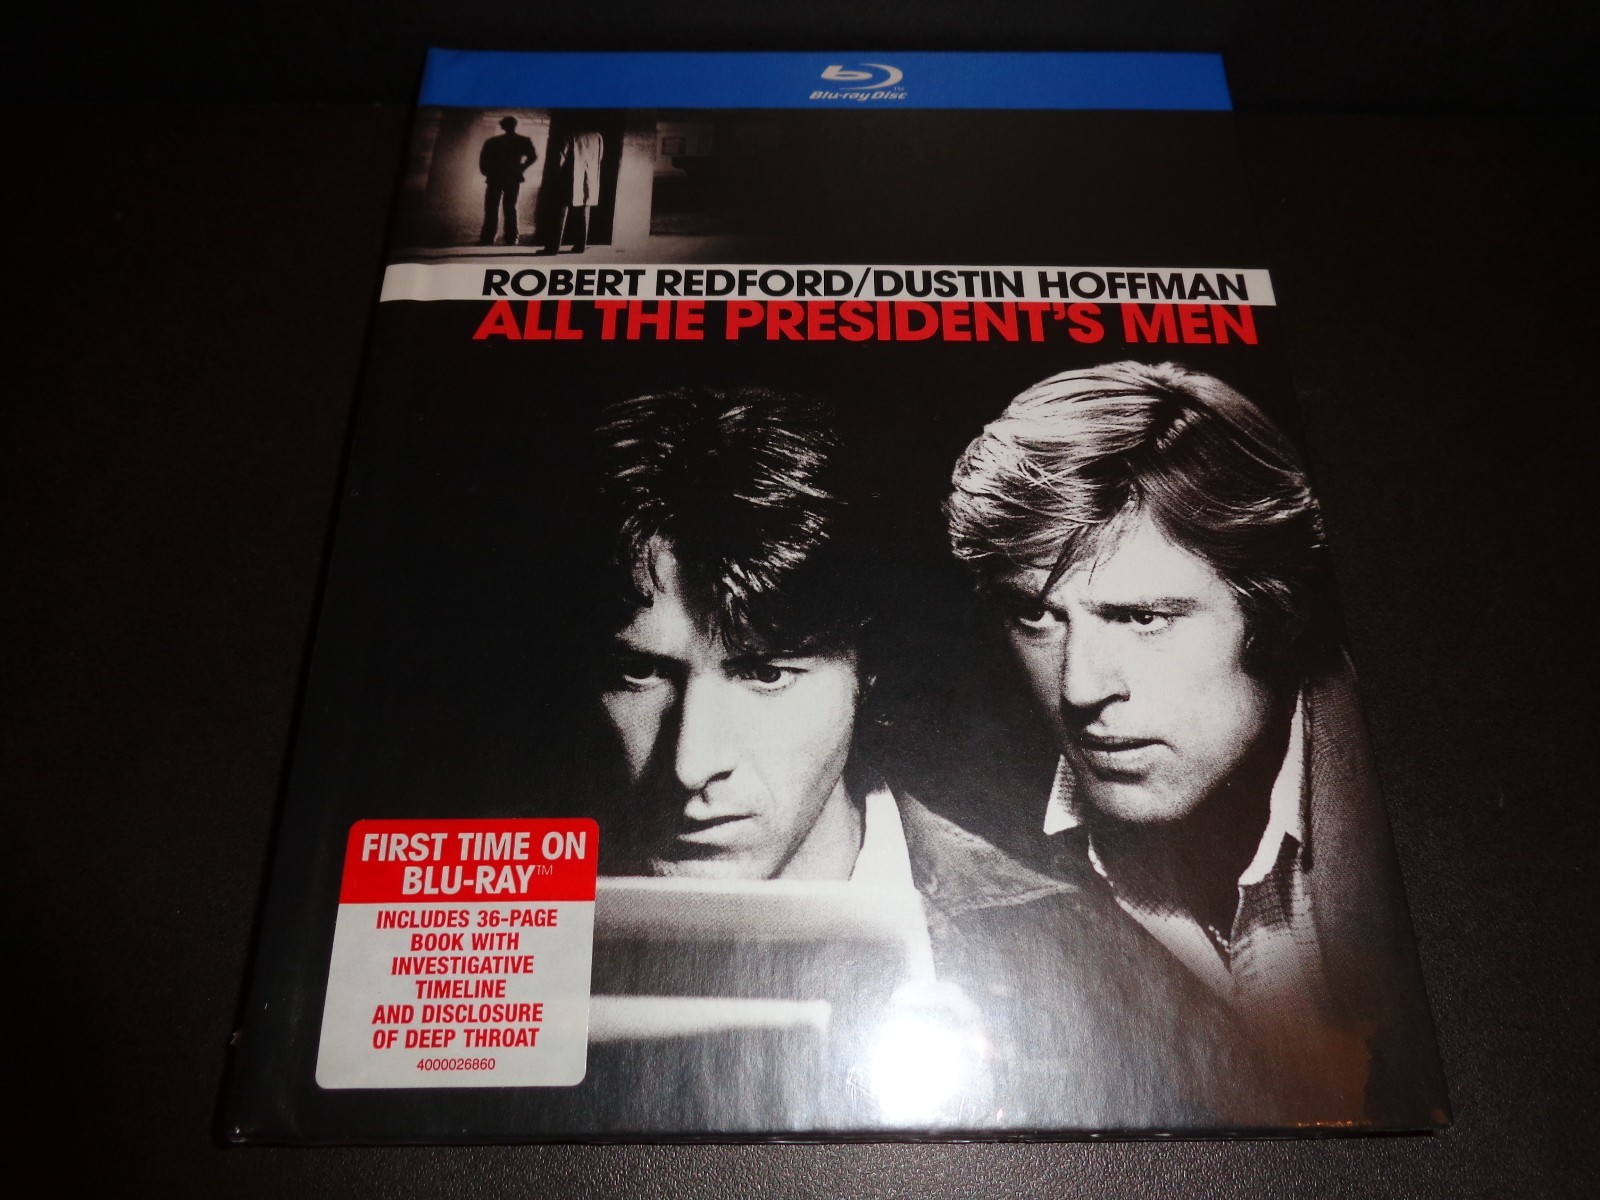 Blu-ray Disc™
ROBERT REDFORD/DUSTIN HOFFMAN
ALL THE PRESIDENT'S MEN
FIRST TIME ON
BLU-RAY™
INCLUDES 36-PAGE
BOOK WITH
INVESTIGATIVE
TIMELINE
AND DISCLOSURE
OF DEEP THROAT
4000026860